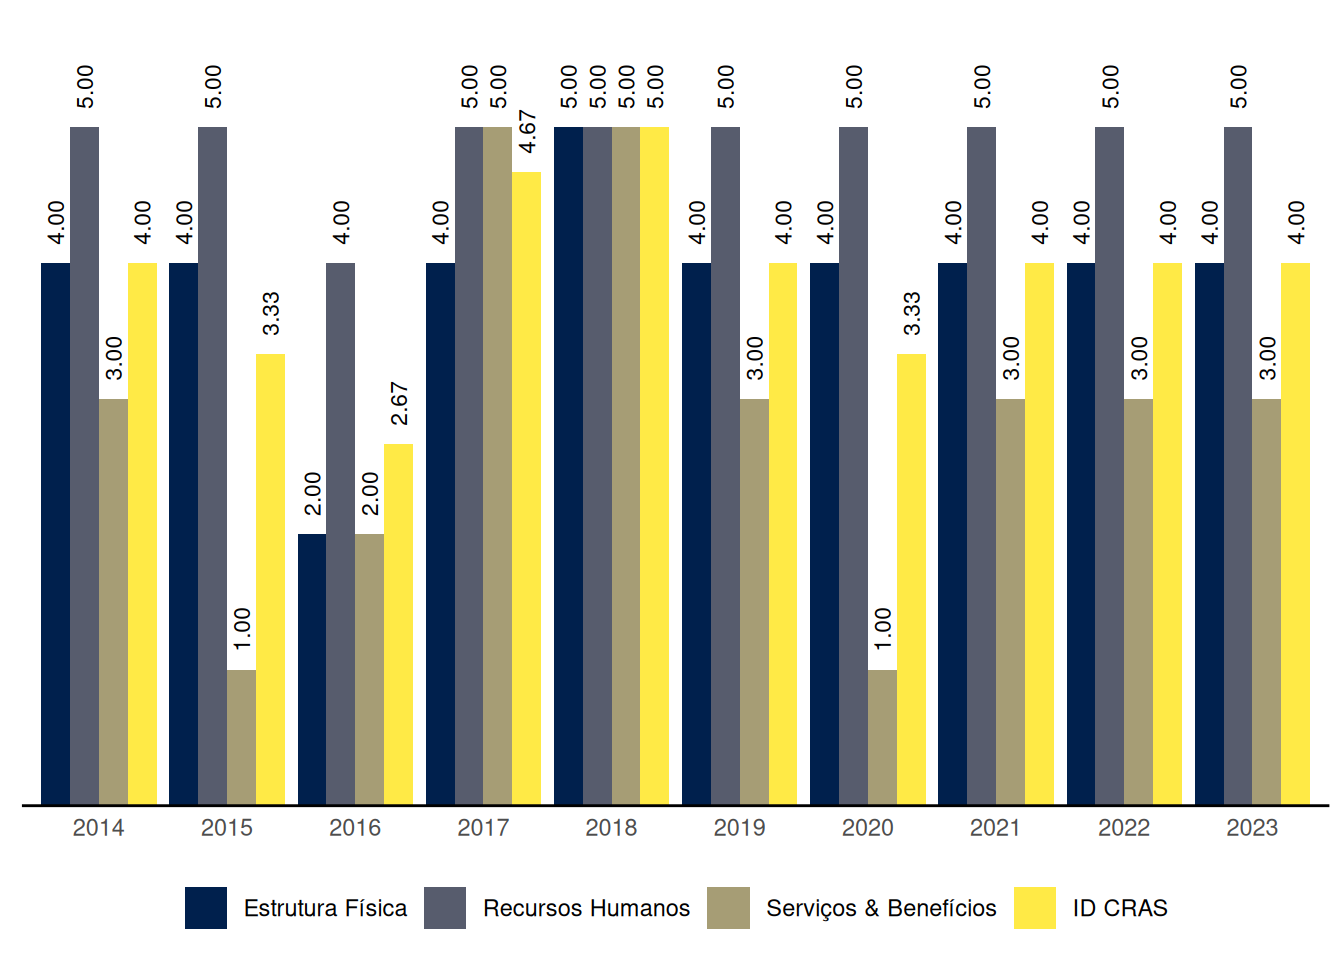 5.00 5.00 5.00 5.00 5.00 5.00 5.00 5.00 5.00 5.00 5.00 5.00 5.00
4.67
4.00 4.00 4.00 4.00 4.00 4.00 4.00 4.00 4.00 4.00 4.00 4.00 4.00 4.00
3.33 3.33
3.00 3.00 3.00 3.00 3.00
2.67
2.00 2.00
1.00 1.00
2014 2015 2016 2017 2018 2019 2020 2021 2022 2023
Estrutura Física Recursos Humanos Serviços & Benefícios ID CRAS